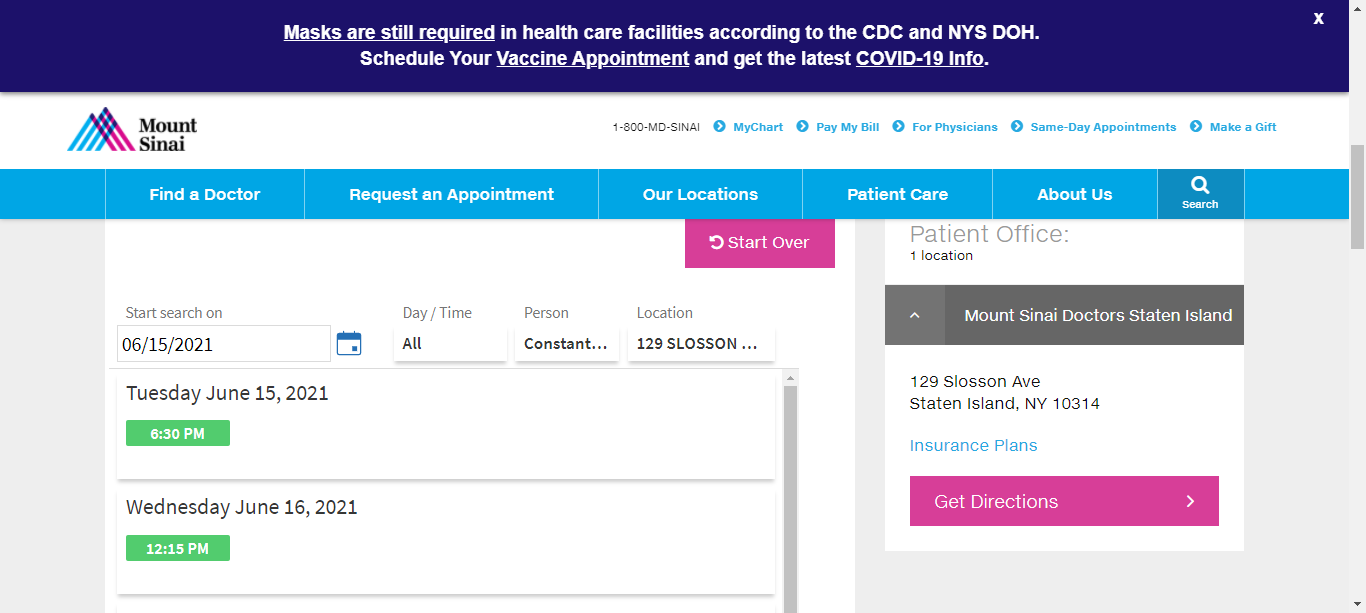 Masks are still required in health care facilities according to the CDC and NYS DOH.
Schedule Your Vaccine Appointment and get the latest COVID-19 Info.
X
Mount
Sinai
1-800-MD-SINAI MyChart Pay My Bill For Physicians Same-Day Appointments Make a Gift
Find a Doctor Request an Appointment Our Locations Patient Care About Us Search
Start Over
Start search on Day / Time Person Location
06/15/2021 All Constant... 129 SLOSSON ...
Tuesday June 15, 2021
6:30 PM
Wednesday June 16, 2021
12:15 PM
Patient Office:
1 location
Mount Sinai Doctors Staten Island
129 Slosson Ave
Staten Island, NY 10314
Insurance Plans
Get Directions